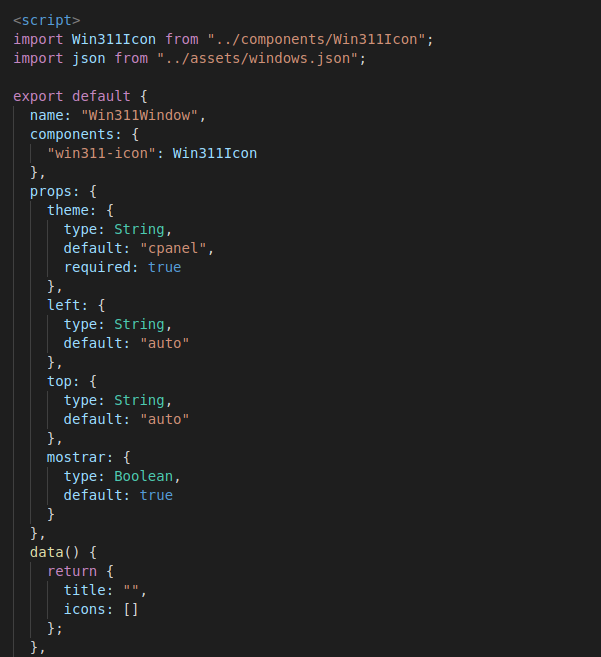 <script>
import Win311Icon from "../components/Win311Icon";
import json from "../assets/windows.json";

export default {
  name: "Win311Window",
  components: {
    "win311-icon": Win311Icon
  },
  props: {
    theme: {
      type: String,
      default: "cpanel",
      required: true
    },
    left: {
      type: String,
      default: "auto"
    },
    top: {
      type: String,
      default: "auto"
    },
    mostrar: {
      type: Boolean,
      default: true
    }
  },
  data() {
    return {
      title: "",
      icons: []
    };
  },